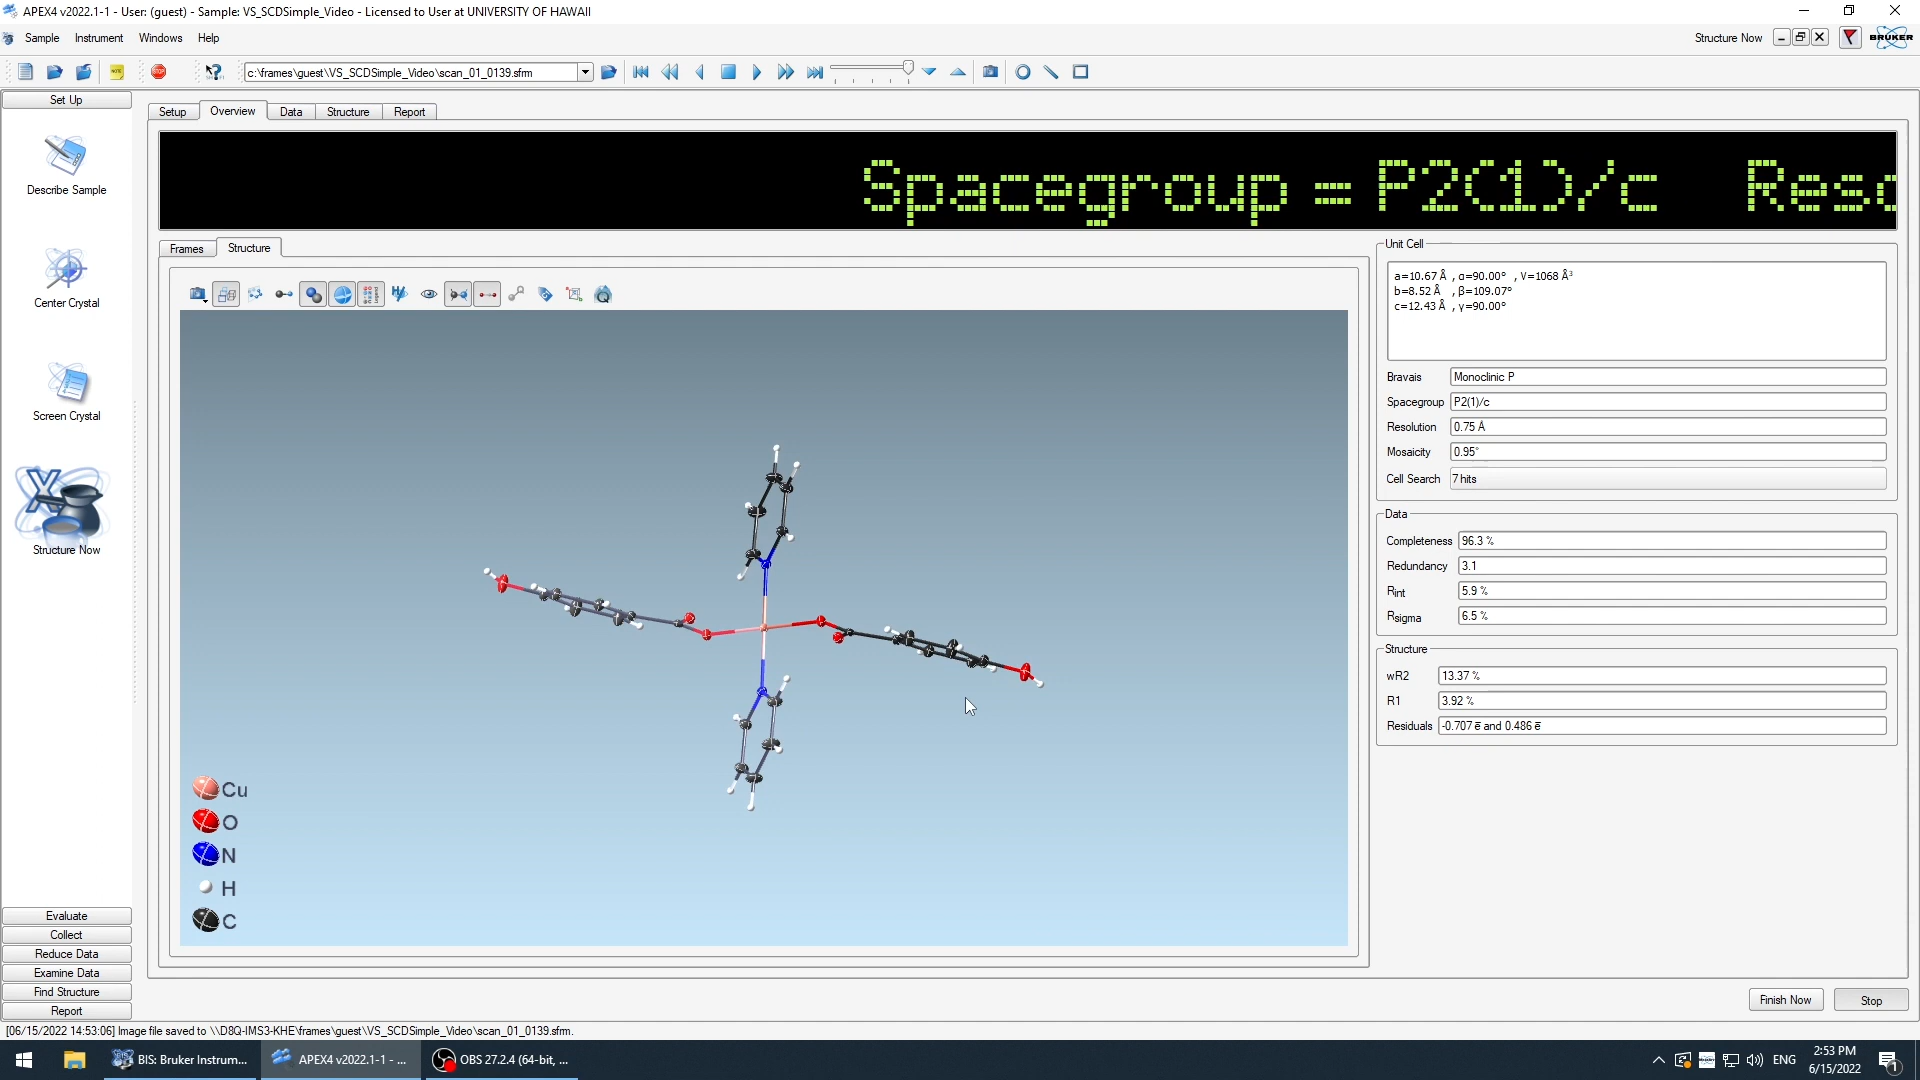 APEX4 v2022.1-1 - User: (guest) - Sample: VS_SCDSimple_Video - Licensed to User at UNIVERSITY OF HAWAII
Sample Instrument Windows Help
Structure Now
BRUKER
NOTE
STOP
c:\frames\guest\VS_SCDSimple_Video\scan_01_0139.sfrm
Set Up
Setup Overview Data Structure Report
Describe Sample
Center Crystal
Screen Crystal
Structure Now
Spacegroup = P2(1)/c
Frames Structure
Unit Cell
a=10.67 Å , α=90.00° , V=1068 Å³
b=8.52 Å , β=109.07°
c=12.43 Å , γ=90.00°
Bravais Monoclinic P
Spacegroup P2(1)/c
Resolution 0.75 Å
Mosaicity 0.95°
Cell Search 7 hits
Data
Completeness 96.3 %
Redundancy 3.1
Rint 5.9 %
Rsigma 6.5 %
Structure
wR2 13.37 %
R1 3.92 %
Residuals -0.707 e̅ and 0.486 e̅
Cu
O
N
H
C
Evaluate
Collect
Reduce Data
Examine Data
Find Structure
Report
Finish Now Stop
[06/15/2022 14:53:06] Image file saved to \\D8Q-IMS3-KHE\frames\guest\VS_SCDSimple_Video\scan_01_0139.sfrm.
BIS: Bruker Instrum... APEX4 v2022.1-1 - ... OBS 27.2.4 (64-bit, ...
ENG
2:53 PM
6/15/2022
1